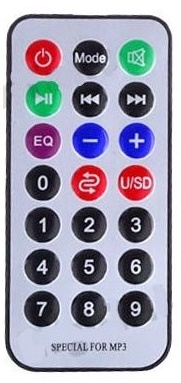 Mode
EQ − +
0 U/SD
1 2 3
4 5 6
7 8 9
SPECIAL FOR MP3